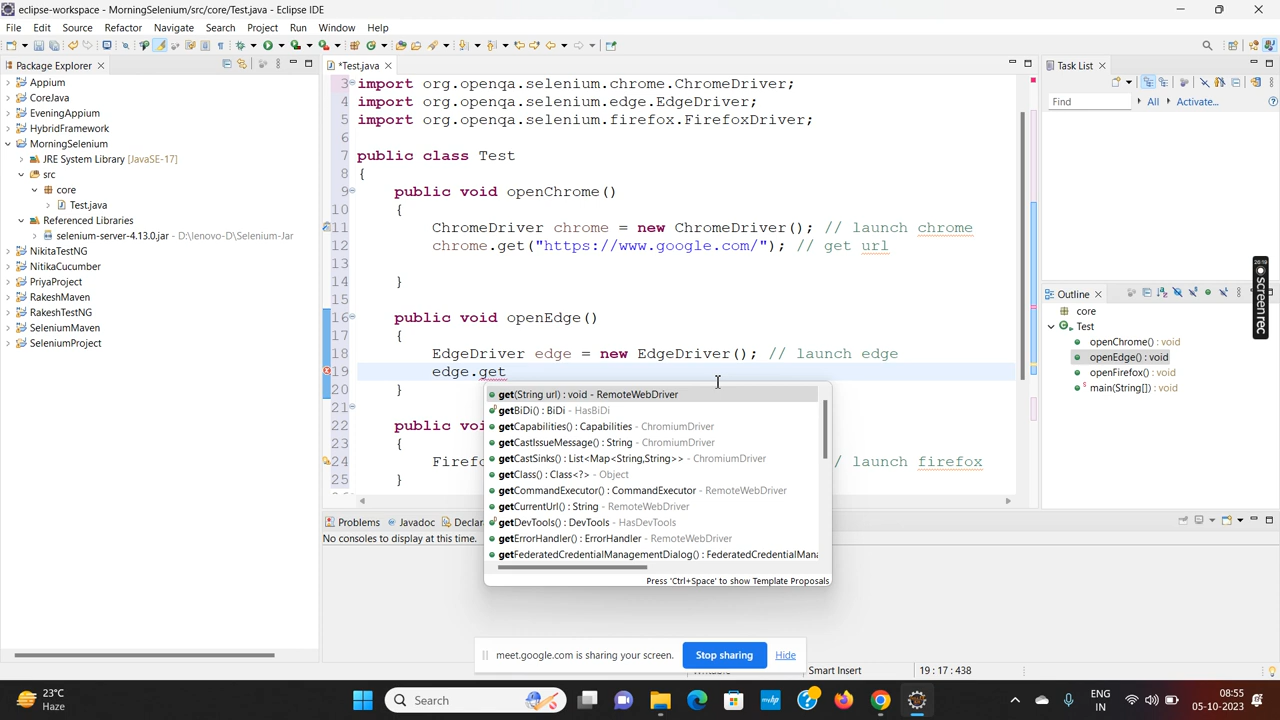 eclipse-workspace - MorningSelenium/src/core/Test.java - Eclipse IDE
File Edit Source Refactor Navigate Search Project Run Window Help
Package Explorer
Appium
CoreJava
EveningAppium
HybridFramework
MorningSelenium
JRE System Library [JavaSE-17]
src
core
Test.java
Referenced Libraries
selenium-server-4.13.0.jar - D:\lenovo-D\Selenium-Jar
NikitaTestNG
NitikaCucumber
PriyaProject
RakeshMaven
RakeshTestNG
SeleniumMaven
SeleniumProject
*Test.java
3 import org.openqa.selenium.chrome.ChromeDriver;
4 import org.openqa.selenium.edge.EdgeDriver;
5 import org.openqa.selenium.firefox.FirefoxDriver;
6
7 public class Test
8 {
9 public void openChrome()
10 {
11 ChromeDriver chrome = new ChromeDriver(); // launch chrome
12 chrome.get("https://www.google.com/"); // get url
13
14 }
15
16 public void openEdge()
17 {
18 EdgeDriver edge = new EdgeDriver(); // launch edge
19 edge.get
20 }
21
22 public voi
23 {
24 Firef / launch firefox
25 }
get(String url) : void - RemoteWebDriver
getBiDi() : BiDi - HasBiDi
getCapabilities() : Capabilities - ChromiumDriver
getCastIssueMessage() : String - ChromiumDriver
getCastSinks() : List<Map<String,String>> - ChromiumDriver
getClass() : Class<?> - Object
getCommandExecutor() : CommandExecutor - RemoteWebDriver
getCurrentUrl() : String - RemoteWebDriver
getDevTools() : DevTools - HasDevTools
getErrorHandler() : ErrorHandler - RemoteWebDriver
getFederatedCredentialManagementDialog() : FederatedCredentialMana
Press 'Ctrl+Space' to show Template Proposals
Task List
Find All Activate...
Outline
core
Test
openChrome() : void
openEdge() : void
openFirefox() : void
main(String[]) : void
screenrec
Problems Javadoc Declar
No consoles to display at this time.
meet.google.com is sharing your screen. Stop sharing Hide
Smart Insert 19 : 17 : 438
23°C
Haze
Search
ENG
IN
08:55
05-10-2023